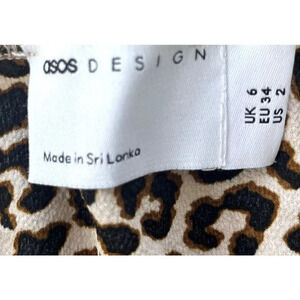 asos DESIGN
Made in Sri Lanka
UK 6
EU 34
US 2